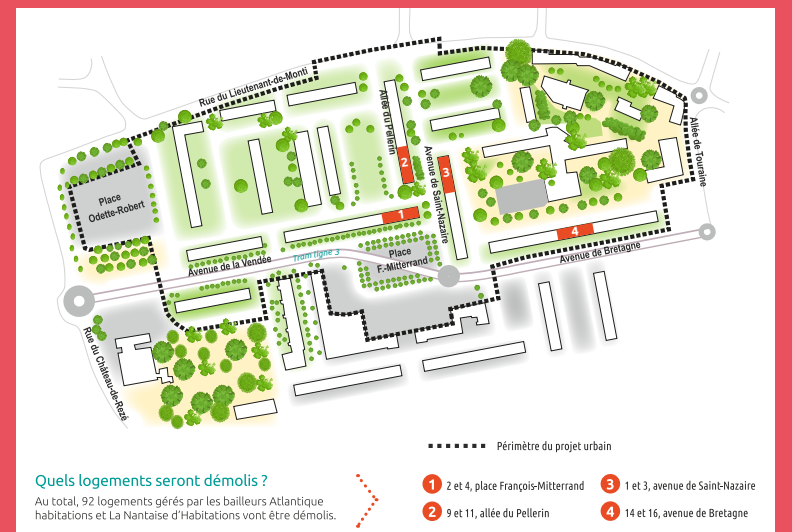 Rue du Lieutenant-de-Monti
Allée du Pellerin
2
Avenue de Saint-Nazaire
3
Allée de Touraine
Place
Odette-Robert
1
4
Avenue de la Vendée
Tram ligne 3
Place
F.-Mitterrand
Avenue de Bretagne
Rue du Château-de-Rezé
Périmètre du projet urbain
Quels logements seront démolis ?
Au total, 92 logements gérés par les bailleurs Atlantique
habitations et La Nantaise d'Habitations vont être démolis.
1 2 et 4, place François-Mitterrand
2 9 et 11, allée du Pellerin
3 1 et 3, avenue de Saint-Nazaire
4 14 et 16, avenue de Bretagne